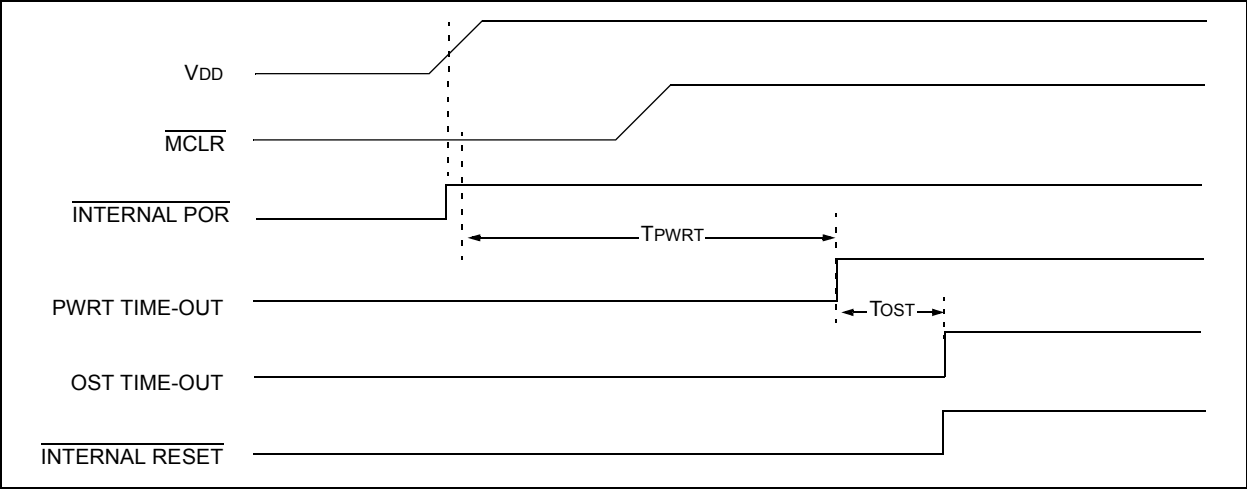 VDD
MCLR
INTERNAL POR
TPWRT
PWRT TIME-OUT
TOST
OST TIME-OUT
INTERNAL RESET